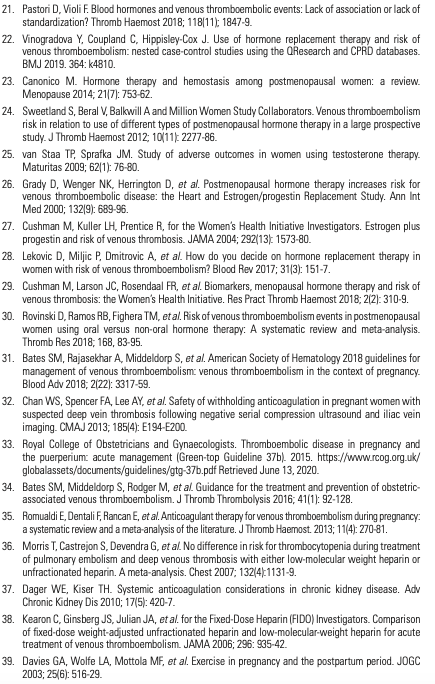 21. Pastori D, Violi F. Blood hormones and venous thromboembolic events: Lack of association or lack of
standardization? Thromb Haemost 2018; 118(11); 1847-9.
22. Vinogradova Y, Coupland C, Hippisley-Cox J. Use of hormone replacement therapy and risk of
venous thromboembolism: nested case-control studies using the QResearch and CPRD databases.
BMJ 2019. 364: k4810.
23. Canonico M. Hormone therapy and hemostasis among postmenopausal women: a review.
Menopause 2014; 21(7): 753-62.
24. Sweetland S, Beral V, Balkwill A and Million Women Study Collaborators. Venous thromboembolism
risk in relation to use of different types of postmenopausal hormone therapy in a large prospective
study. J Thromb Haemost 2012; 10(11): 2277-86.
25. van Staa TP, Sprafka JM. Study of adverse outcomes in women using testosterone therapy.
Maturitas 2009; 62(1): 76-80.
26. Grady D, Wenger NK, Herrington D, et al. Postmenopausal hormone therapy increases risk for
venous thromboembolic disease: the Heart and Estrogen/progestin Replacement Study. Ann Int
Med 2000; 132(9): 689-96.
27. Cushman M, Kuller LH, Prentice R, for the Women's Health Initiative Investigators. Estrogen plus
progestin and risk of venous thrombosis. JAMA 2004; 292(13): 1573-80.
28. Lekovic D, Miljic P, Dmitrovic A, et al. How do you decide on hormone replacement therapy in
women with risk of venous thromboembolism? Blood Rev 2017; 31(3): 151-7.
29. Cushman M, Larson JC, Rosendaal FR, et al. Biomarkers, menopausal hormone therapy and risk of
venous thrombosis: the Women's Health Initiative. Res Pract Thromb Haemost 2018; 2(2): 310-9.
30. Rovinski D, Ramos RB, Fighera TM, et al. Risk of venous thromboembolism events in postmenopausal
women using oral versus non-oral hormone therapy: A systematic review and meta-analysis.
Thromb Res 2018; 168, 83-95.
31. Bates SM, Rajasekhar A, Middeldorp S, et al. American Society of Hematology 2018 guidelines for
management of venous thromboembolism: venous thromboembolism in the context of pregnancy.
Blood Adv 2018; 2(22): 3317-59.
32. Chan WS, Spencer FA, Lee AY, et al. Safety of withholding anticoagulation in pregnant women with
suspected deep vein thrombosis following negative serial compression ultrasound and iliac vein
imaging. CMAJ 2013; 185(4): E194-E200.
33. Royal College of Obstetricians and Gynaecologists. Thromboembolic disease in pregnancy and
the puerperium: acute management (Green-top Guideline 37b). 2015. https://www.rcog.org.uk/
globalassets/documents/guidelines/gtg-37b.pdf Retrieved June 13, 2020.
34. Bates SM, Middeldorp S, Rodger M, et al. Guidance for the treatment and prevention of obstetric-
associated venous thromboembolism. J Thromb Thrombolysis 2016; 41(1): 92-128.
35. Romualdi E, Dentali F, Rancan E, et al. Anticoagulant therapy for venous thromboembolism during pregnancy:
a systematic review and a meta-analysis of the literature. J Thromb Haemost. 2013; 11(4): 270-81.
36. Morris T, Castrejon S, Devendra G, et al. No difference in risk for thrombocytopenia during treatment
of pulmonary embolism and deep venous thrombosis with either low-molecular weight heparin or
unfractionated heparin. A meta-analysis. Chest 2007; 132(4):1131-9.
37. Dager WE, Kiser TH. Systemic anticoagulation considerations in chronic kidney disease. Adv
Chronic Kidney Dis 2010; 17(5): 420-7.
38. Kearon C, Ginsberg JS, Julian JA, et al. for the Fixed-Dose Heparin (FIDO) Investigators. Comparison
of fixed-dose weight-adjusted unfractionated heparin and low-molecular-weight heparin for acute
treatment of venous thromboembolism. JAMA 2006; 296: 935-42.
39. Davies GA, Wolfe LA, Mottola MF, et al. Exercise in pregnancy and the postpartum period. JOGC
2003; 25(6): 516-29.